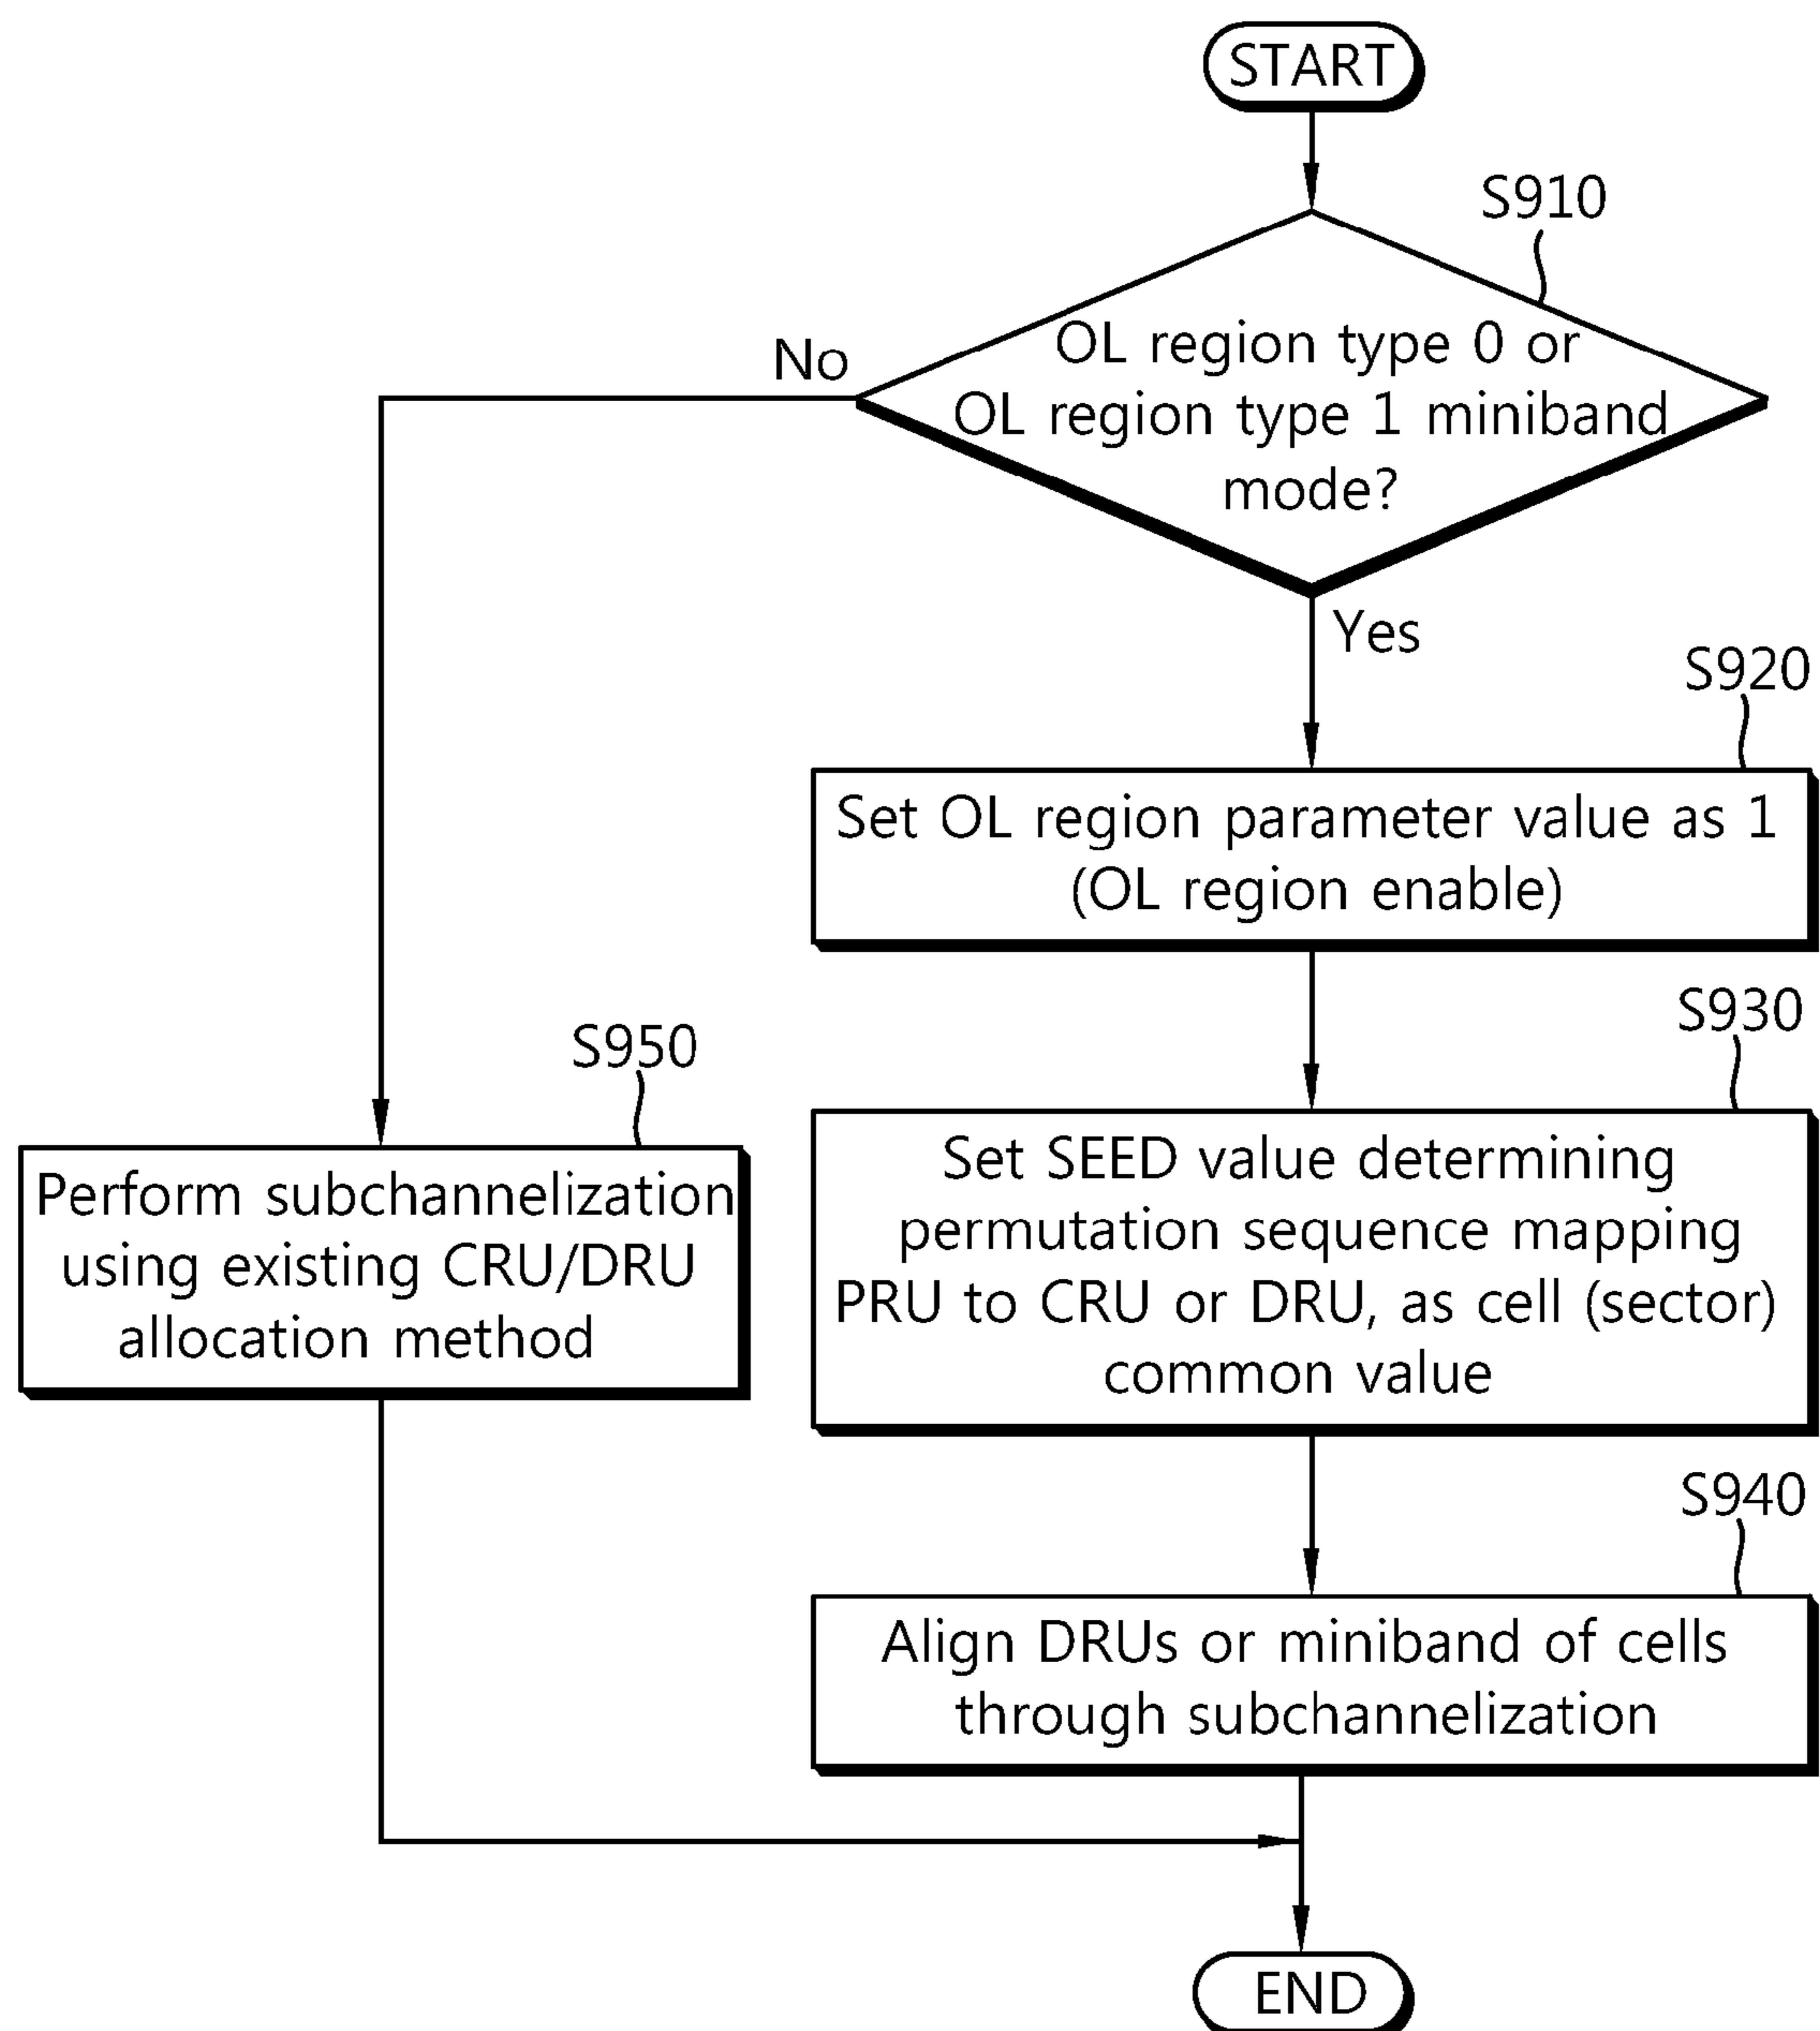 START
S910
OL region type 0 or
OL region type 1 miniband
mode?
No
Yes
S920
Set OL region parameter value as 1
(OL region enable)
S930
Set SEED value determining
permutation sequence mapping
PRU to CRU or DRU, as cell (sector)
common value
S950
Perform subchannelization
using existing CRU/DRU
allocation method
S940
Align DRUs or miniband of cells
through subchannelization
END